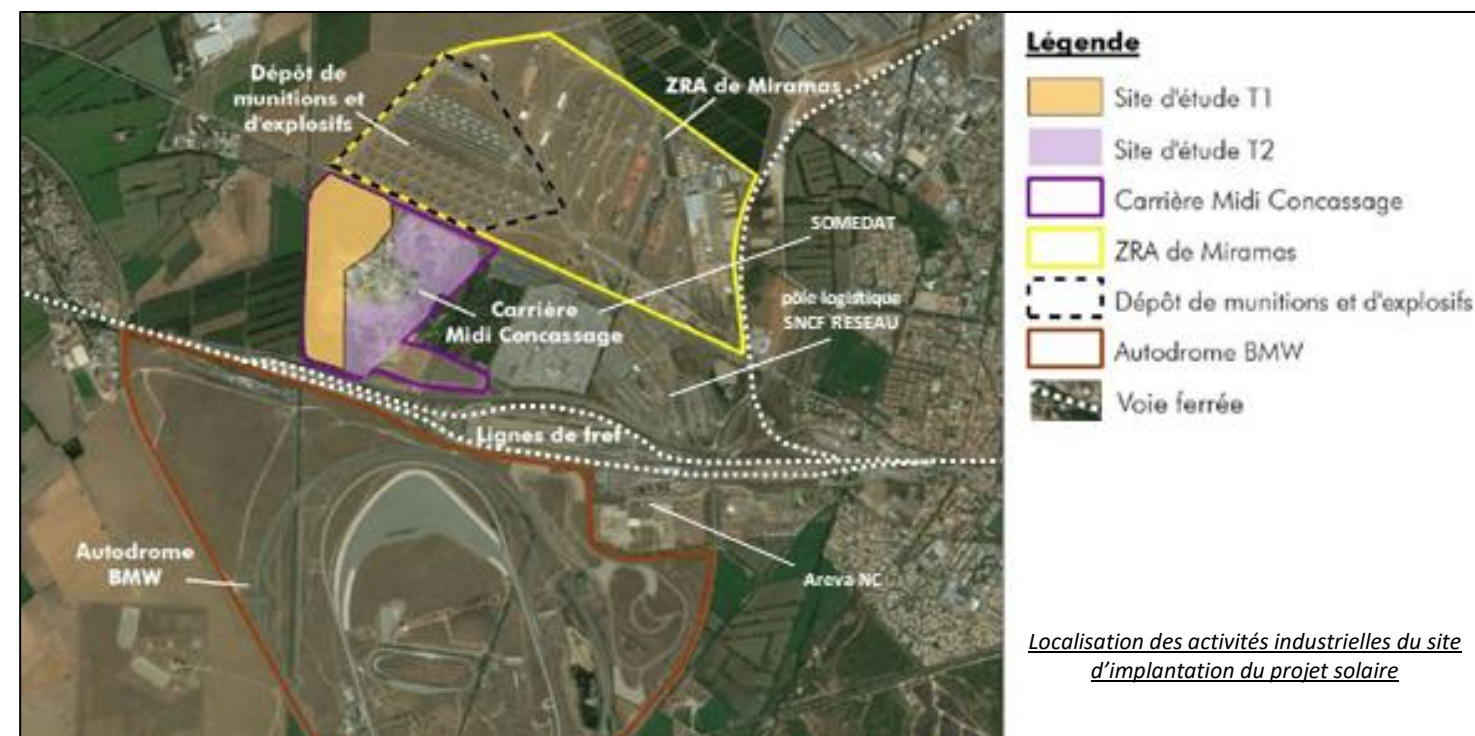 Dépôt de
munitions et
d'explosifs
ZRA de Miramas
SOMEDAT
pôle logistique
SNCF RESEAU
Carrière
Midi Concassage
Lignes de fret
Autodrome
BMW
Areva NC
Légende
Site d'étude T1
Site d'étude T2
Carrière Midi Concassage
ZRA de Miramas
Dépôt de munitions et d'explosifs
Autodrome BMW
Voie ferrée
Localisation des activités industrielles du site
d'implantation du projet solaire